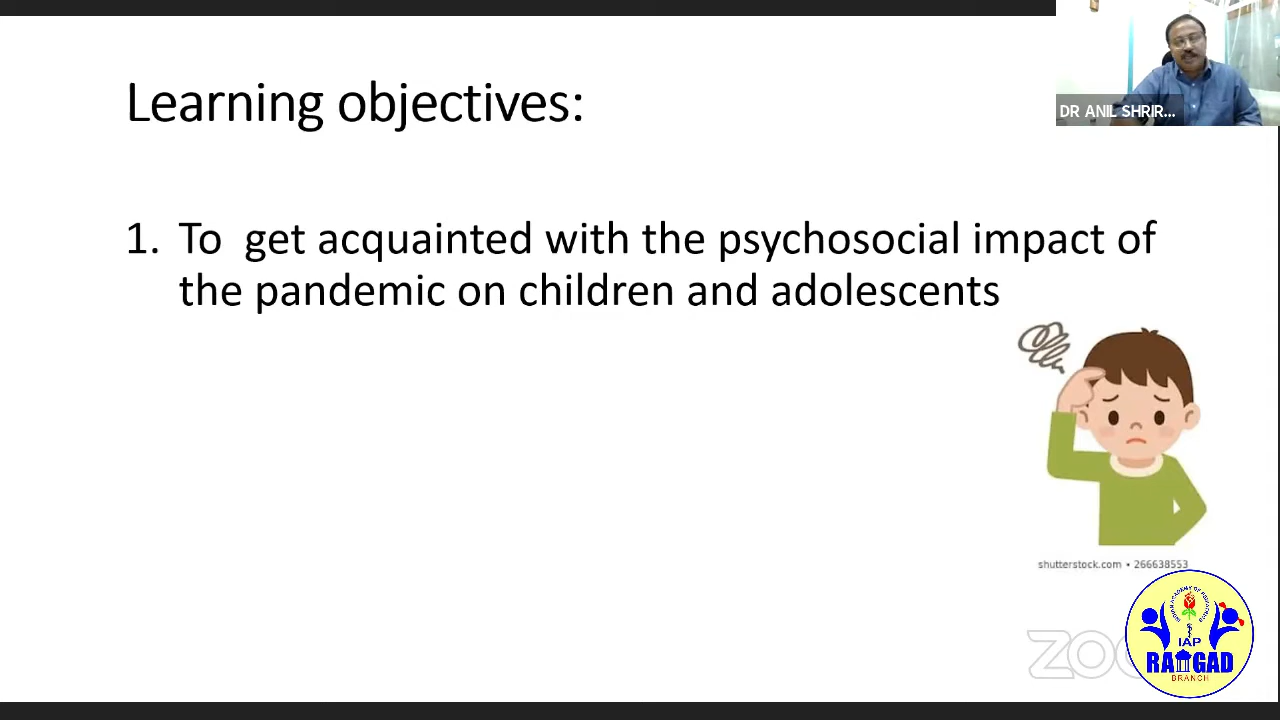 Learning objectives:
DR ANIL SHRIR...
1. To get acquainted with the psychosocial impact of
the pandemic on children and adolescents
shutterstock.com • 266638553
IAP
RAIGAD
BRANCH